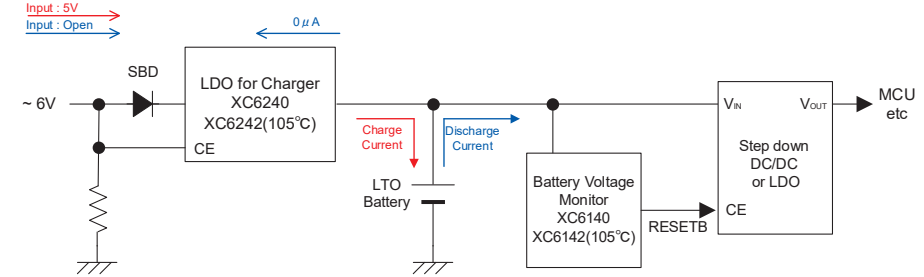 Input : 5V
Input : Open
0μA
~ 6V
SBD
LDO for Charger
XC6240
XC6242(105℃)
CE
Charge
Current
Discharge
Current
LTO
Battery
Battery Voltage
Monitor
XC6140
XC6142(105℃)
RESETB
VIN
VOUT
Step down
DC/DC
or LDO
CE
MCU
etc